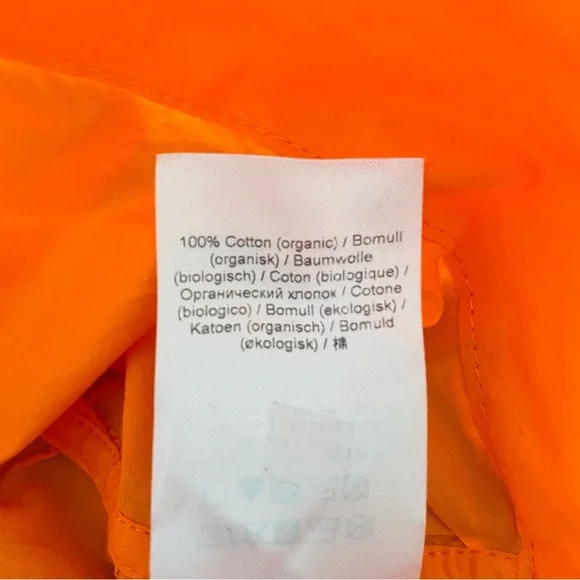 100% Cotton (organic) / Bomull
(organisk) / Baumwolle
(biologisch) / Coton (biologique) /
Органический хлопок / Cotone
(biologico) / Bomull (ekologisk) /
Katoen (organisch) / Bomuld
(økologisk) / 棉